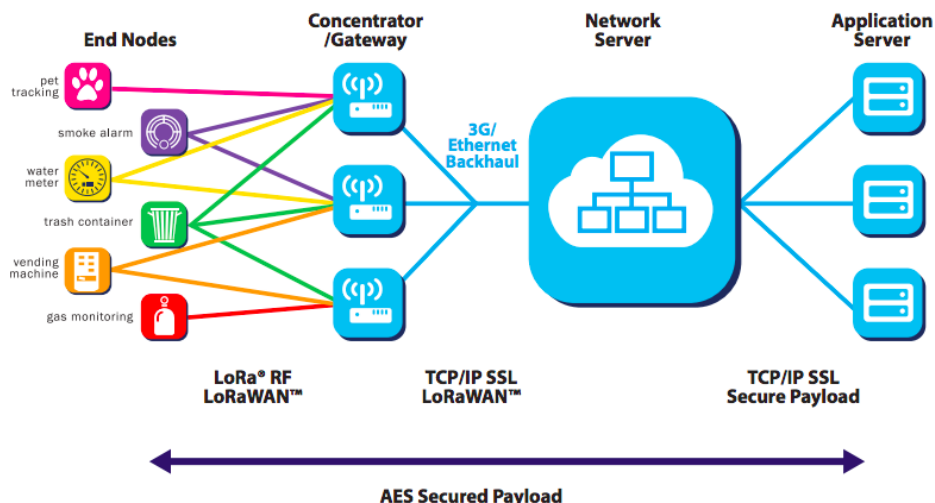 End Nodes
Concentrator
/Gateway
Network
Server
Application
Server
pet
tracking
smoke alarm
water
meter
trash container
vending
machine
gas monitoring
3G/
Ethernet
Backhaul
LoRa® RF
LoRaWAN™
TCP/IP SSL
LoRaWAN™
TCP/IP SSL
Secure Payload
AES Secured Payload